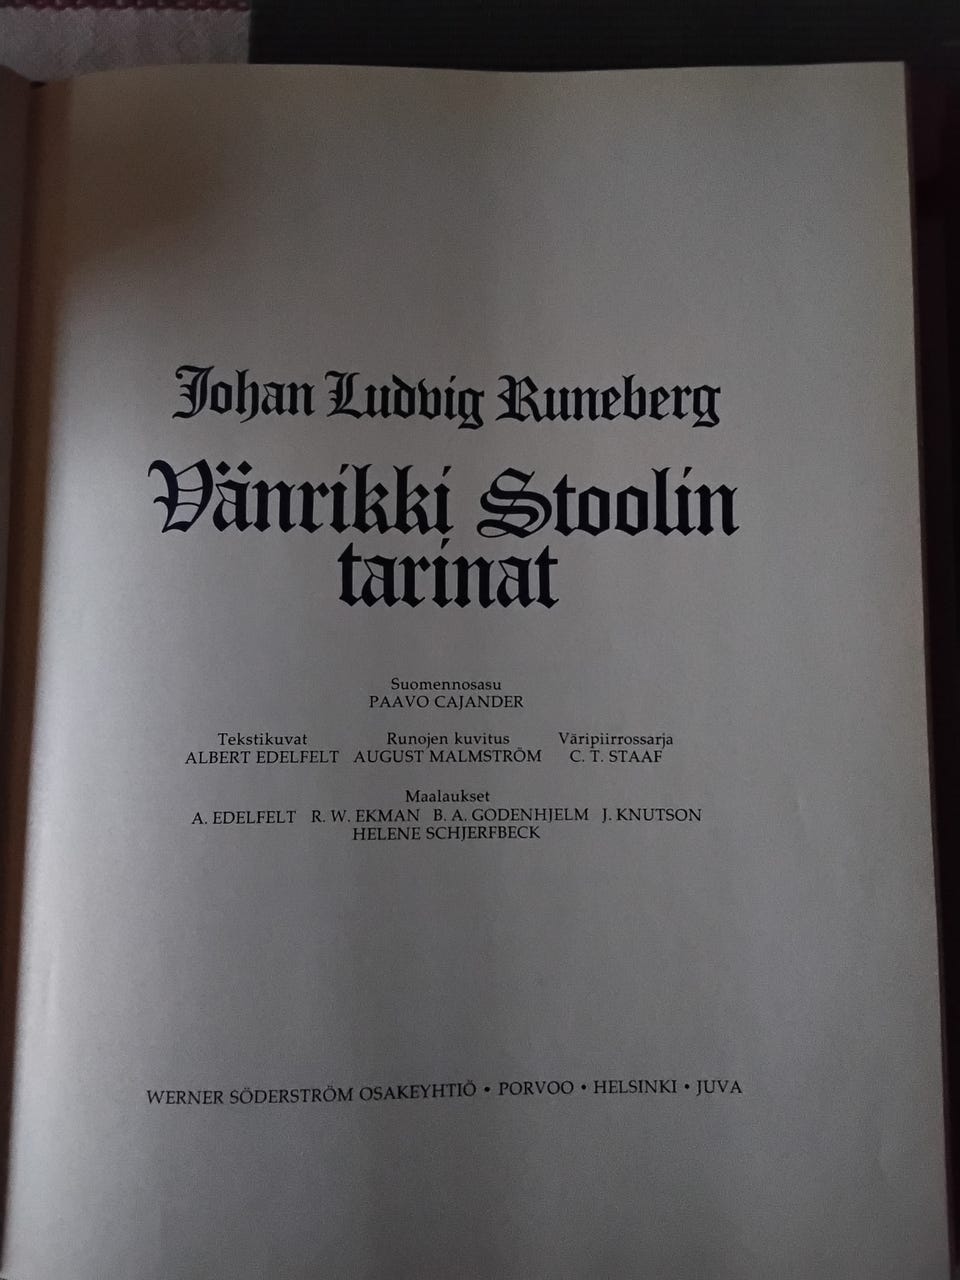 Johan Ludvig Runeberg
Vänrikki Stoolin
tarinat
Suomennosasu
PAAVO CAJANDER
Tekstikuvat
ALBERT EDELFELT
Runojen kuvitus
AUGUST MALMSTRÖM
Väripiirrossarja
C. T. STAAF
Maalaukset
A. EDELFELT R. W. EKMAN B. A. GODENHJELM J. KNUTSON
HELENE SCHJERFBECK
WERNER SÖDERSTRÖM OSAKEYHTIÖ • PORVOO • HELSINKI • JUVA